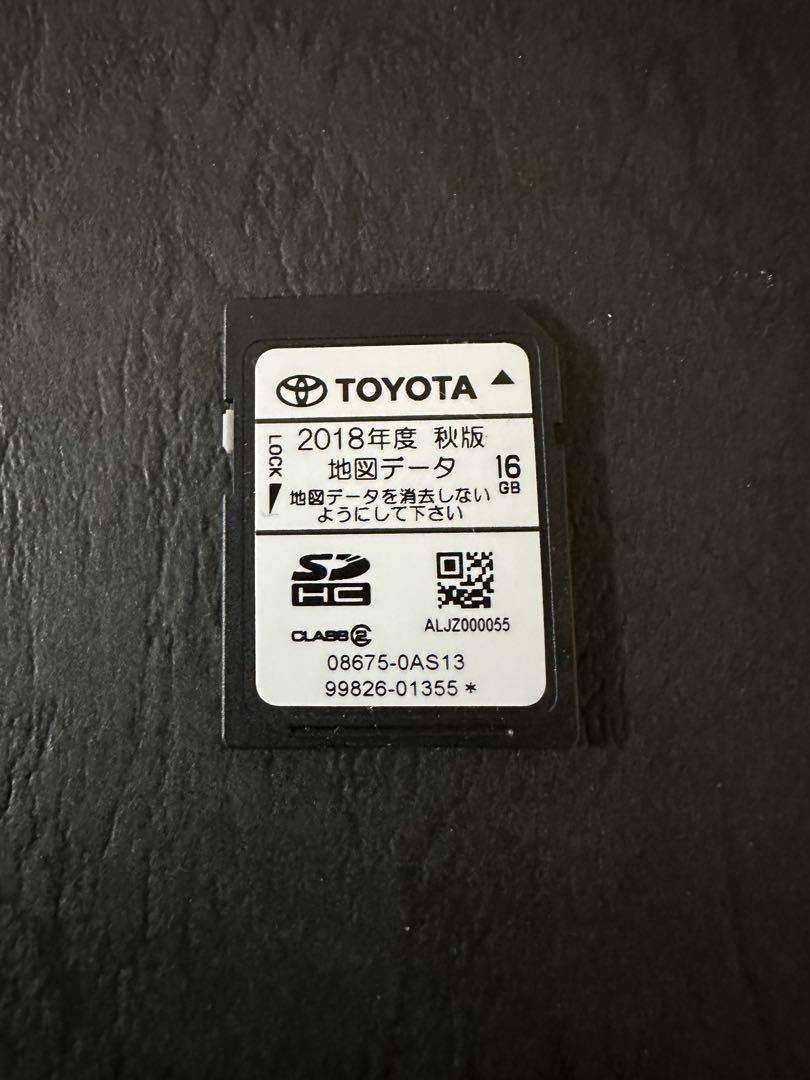 TOYOTA
LOCK
2018年度 秋版
地図データ
16
GB
地図データを消去しない
ようにして下さい
SD
HC
CLASS2
ALJZ000055
08675-0AS13
99826-01355*